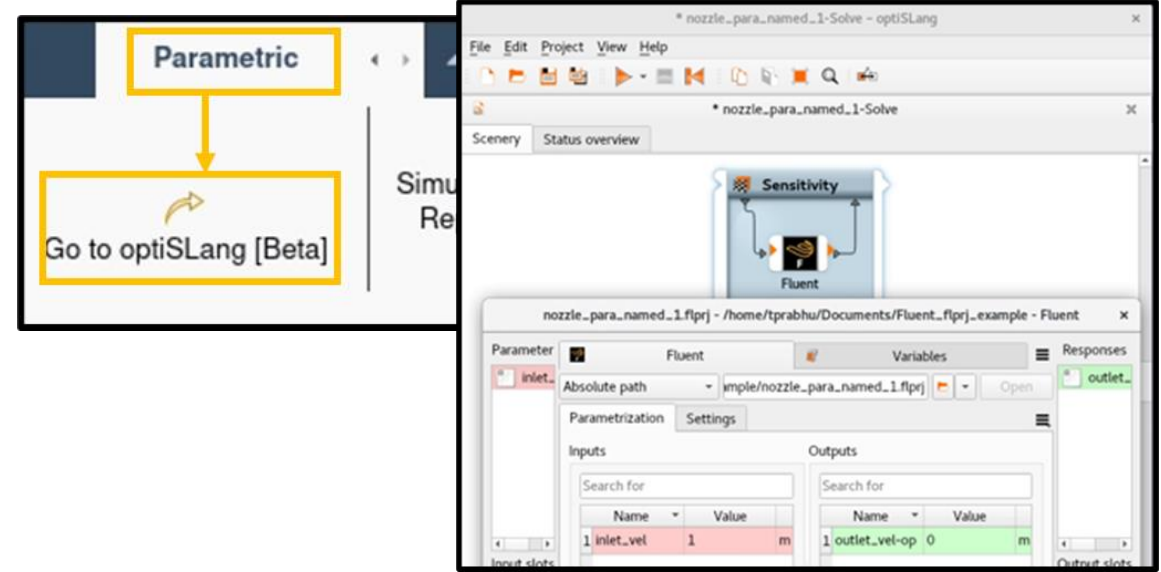 Parametric
Go to optiSLang [Beta]
Simu
Re
* nozzle_para_named_1-Solve - optiSLang
File Edit Project View Help
* nozzle_para_named_1-Solve
Scenery Status overview
Sensitivity
Fluent
nozzle_para_named_1.flprj - /home/tprabhu/Documents/Fluent_flprj_example - Fluent
Parameter Fluent Variables Responses
inlet_ outlet_
Absolute path mple/nozzle_para_named_1.flprj Open
Parametrization Settings
Inputs Outputs
Search for Search for
Name Value Name Value
1 inlet_vel 1 m 1 outlet_vel-op 0 m
Input slots Output slots